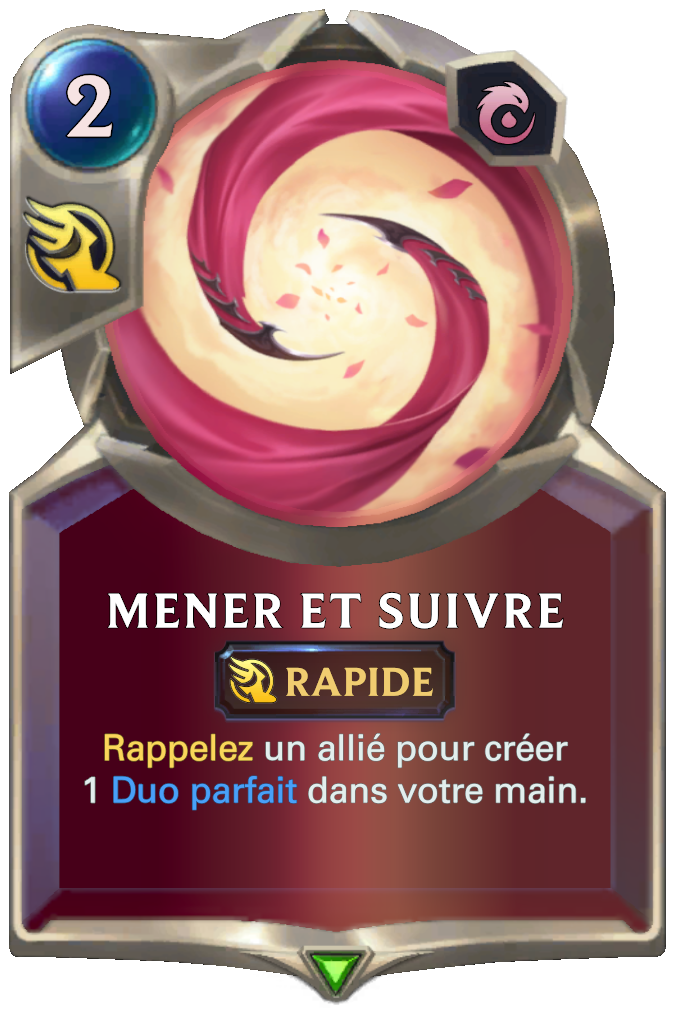 2
MENER ET SUIVRE
RAPIDE
Rappelez un allié pour créer
1 Duo parfait dans votre main.